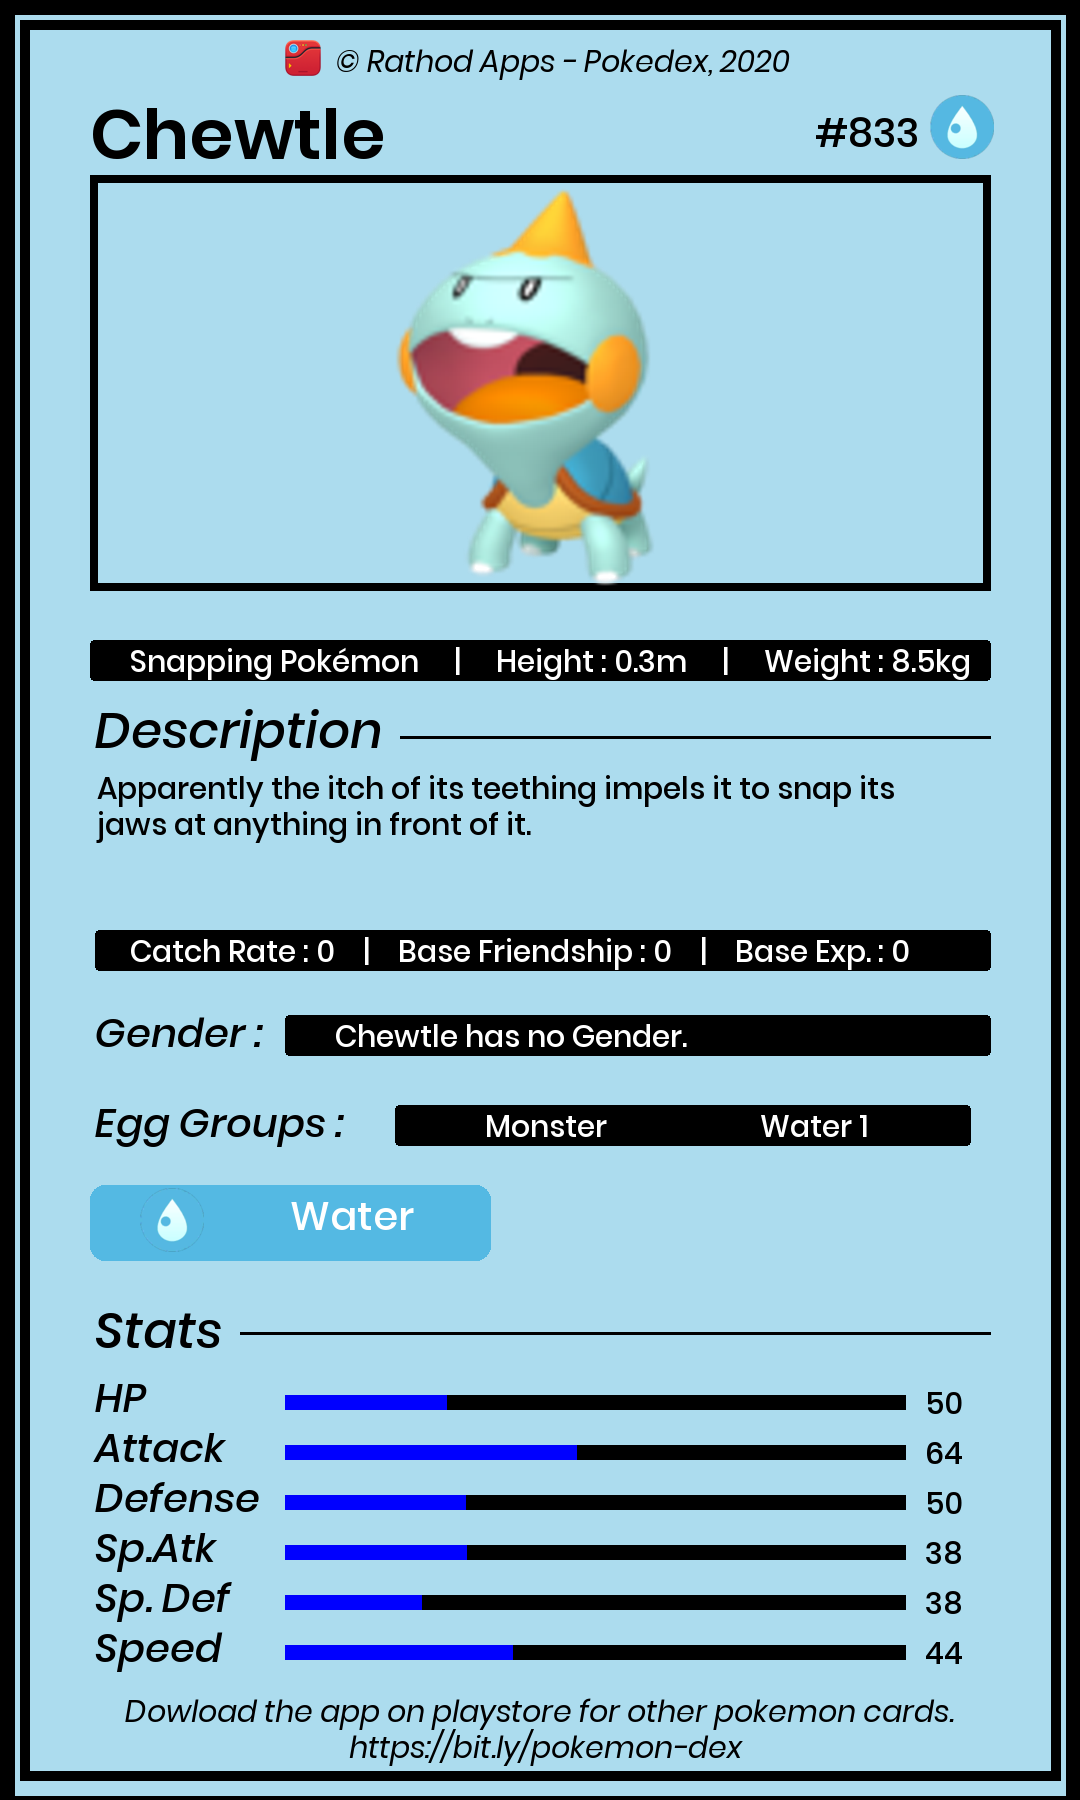 © Rathod Apps - Pokedex, 2020
Chewtle #833
Snapping Pokémon | Height : 0.3m | Weight : 8.5kg
Description
Apparently the itch of its teething impels it to snap its
jaws at anything in front of it.
Catch Rate : 0 | Base Friendship : 0 | Base Exp. : 0
Gender : Chewtle has no Gender.
Egg Groups : Monster Water 1
Water
Stats
HP 50
Attack 64
Defense 50
Sp.Atk 38
Sp. Def 38
Speed 44
Dowload the app on playstore for other pokemon cards.
https://bit.ly/pokemon-dex